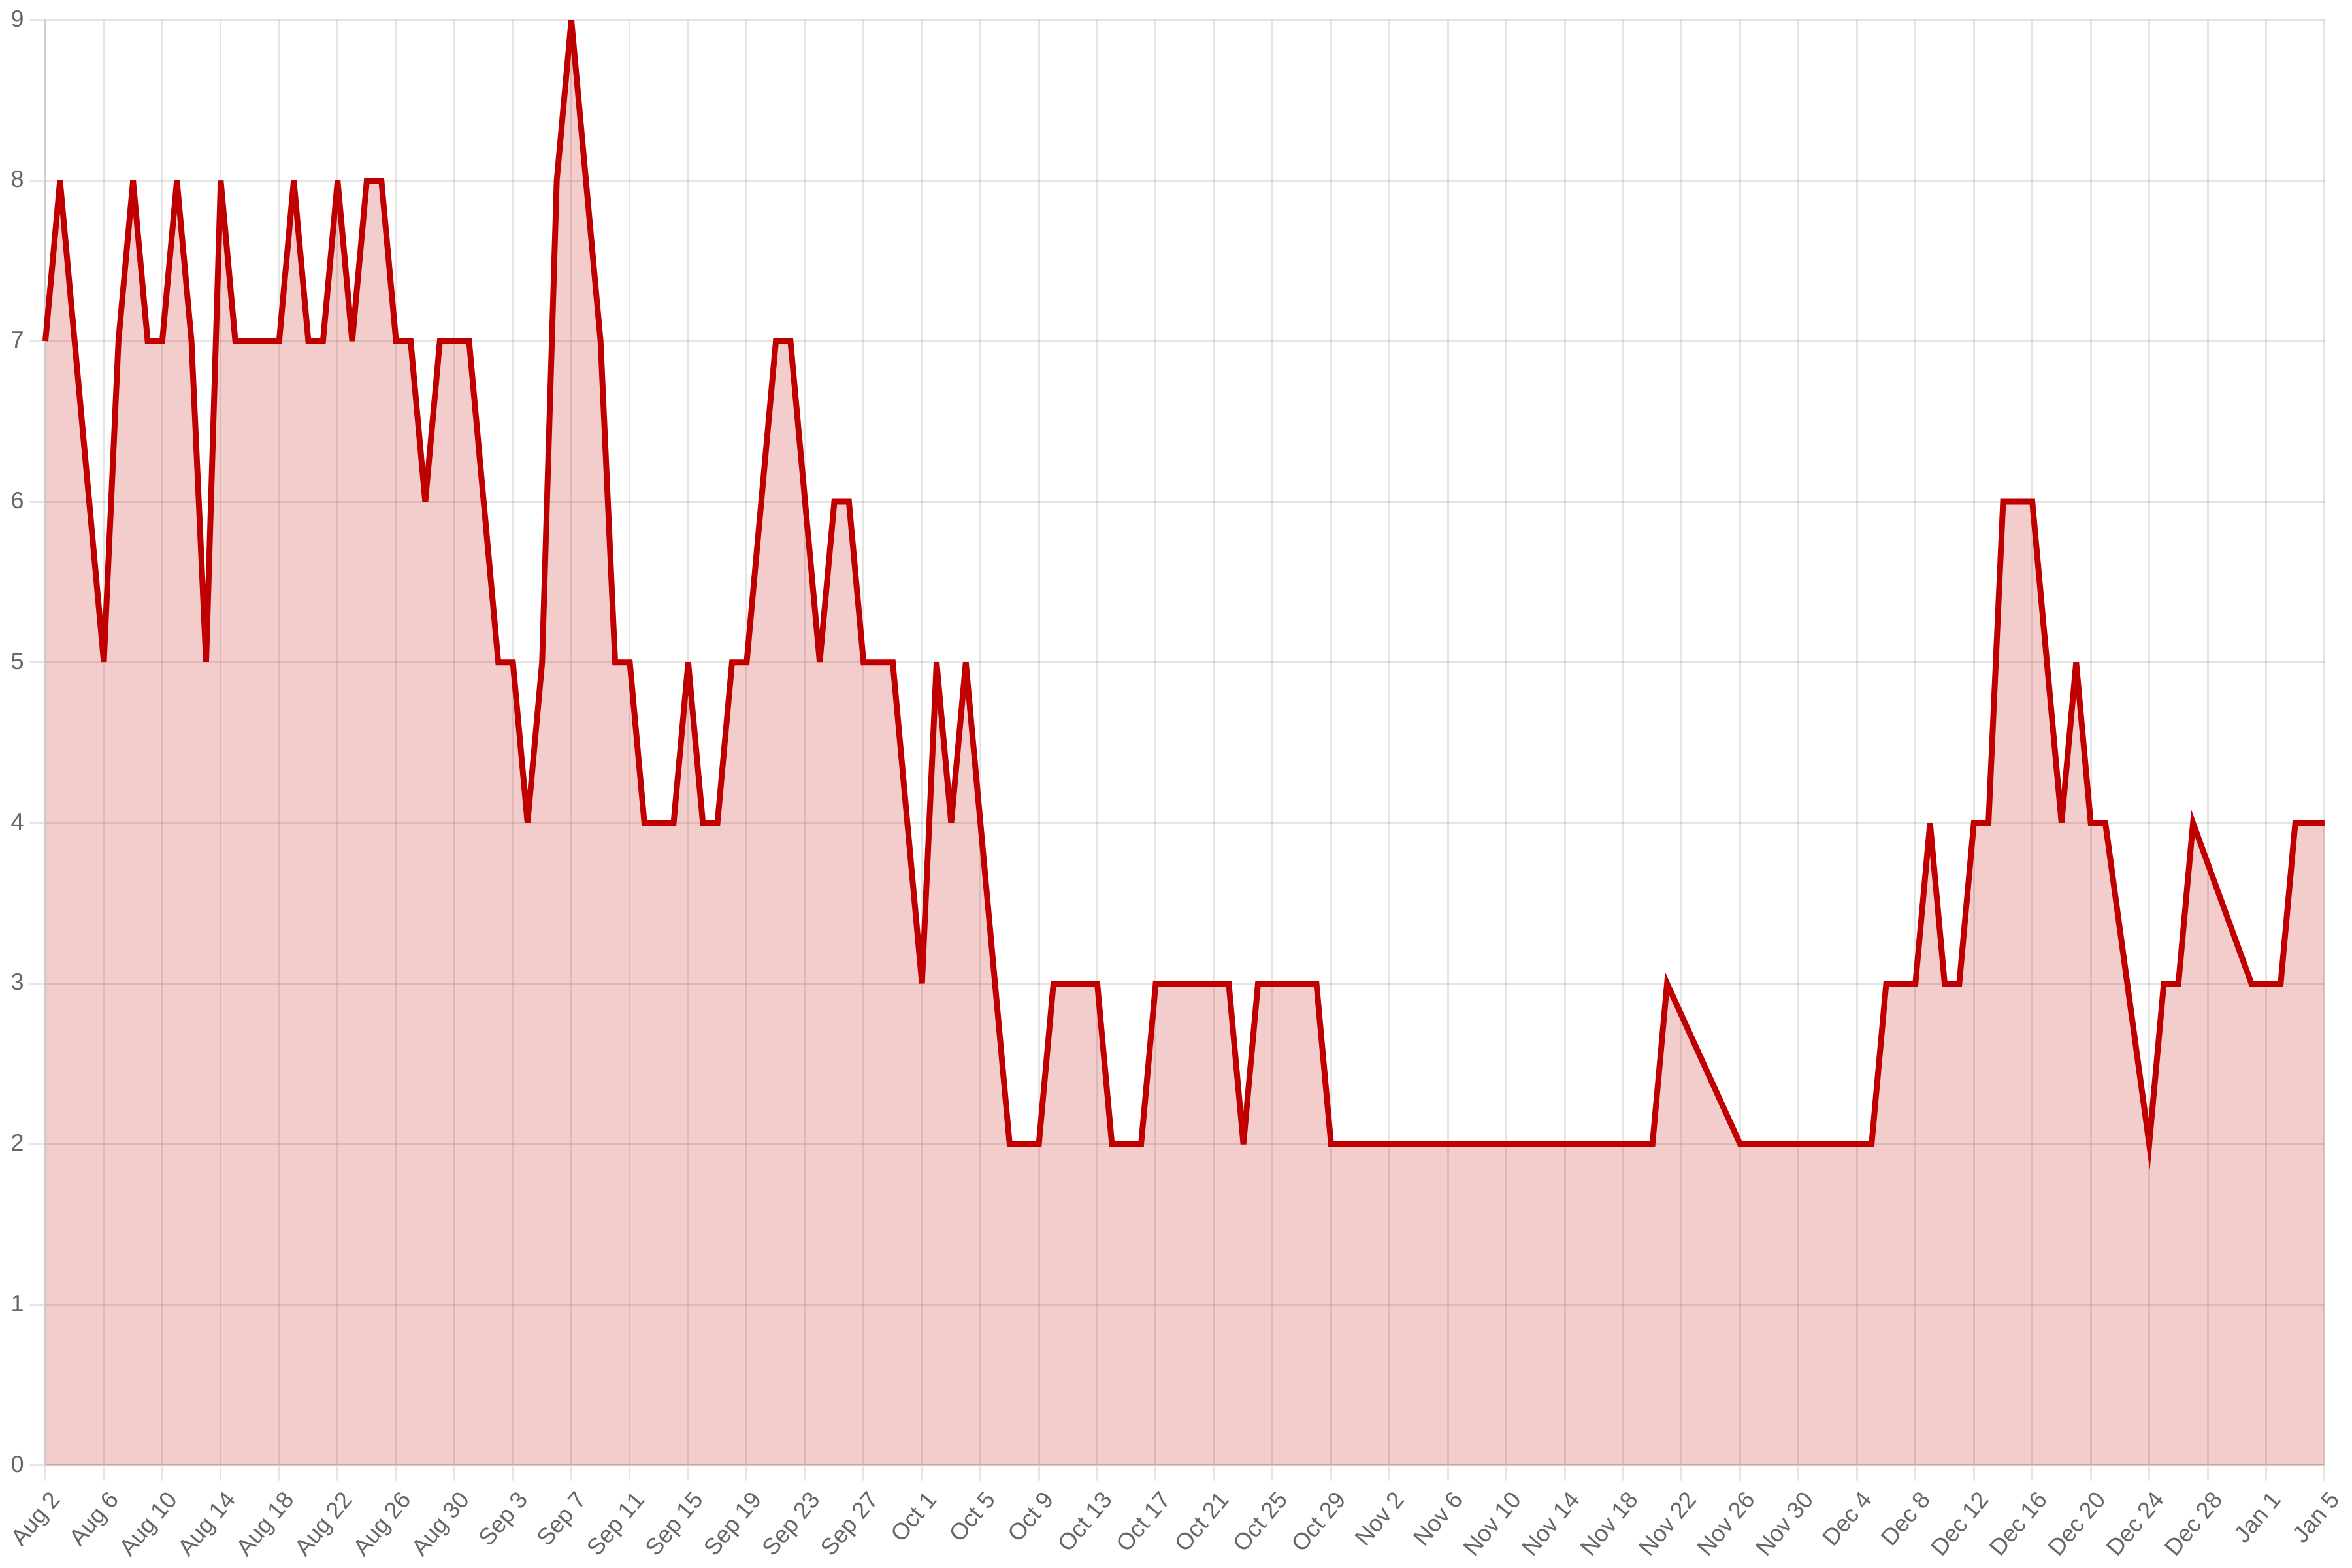 9
8
7
6
5
4
3
2
1
0
Aug 2
Aug 6
Aug 10
Aug 14
Aug 18
Aug 22
Aug 26
Aug 30
Sep 3
Sep 7
Sep 11
Sep 15
Sep 19
Sep 23
Sep 27
Oct 1
Oct 5
Oct 9
Oct 13
Oct 17
Oct 21
Oct 25
Oct 29
Nov 2
Nov 6
Nov 10
Nov 14
Nov 18
Nov 22
Nov 26
Nov 30
Dec 4
Dec 8
Dec 12
Dec 16
Dec 20
Dec 24
Dec 28
Jan 1
Jan 5